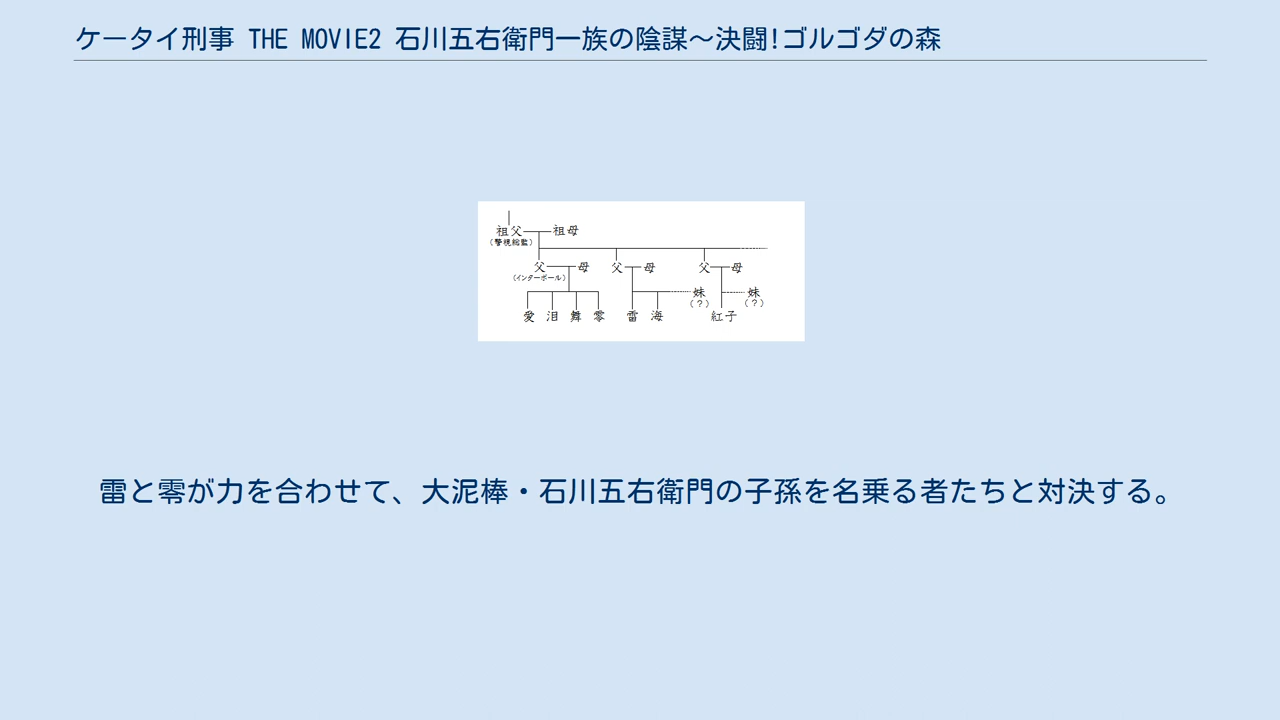 ケータイ刑事 THE MOVIE2 石川五右衛門一族の陰謀〜決闘!ゴルゴダの森
祖父 祖母
(警視総監)
父 母 父 母 父 母
(インターポール)
妹 妹
(?) (?)
愛 泪 舞 零 雷 海 紅子
雷と零が力を合わせて、大泥棒・石川五右衛門の子孫を名乗る者たちと対決する。